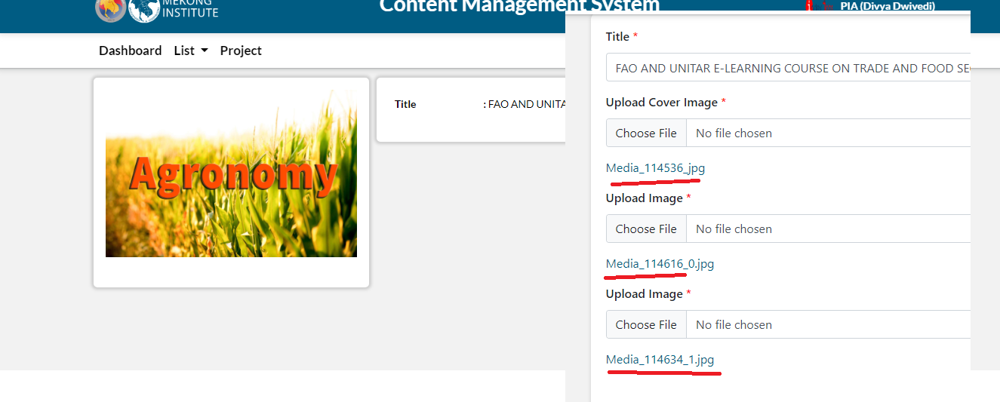 MEKONG
INSTITUTE
Content Management System
PIA (Divya Dwivedi)
Dashboard
List
Project
Agronomy
Title : FAO AND UNITA
Title *
FAO AND UNITAR E-LEARNING COURSE ON TRADE AND FOOD SE
Upload Cover Image *
Choose File No file chosen
Media_114536_jpg
Upload Image *
Choose File No file chosen
Media_114616_0.jpg
Upload Image *
Choose File No file chosen
Media_114634_1.jpg